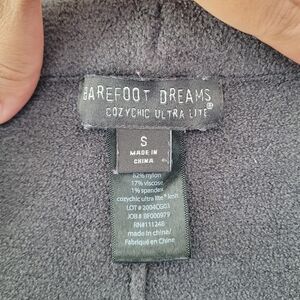 BAREFOOT DREAMS®
COZYCHIC ULTRA LITE
S
MADE IN
CHINA
82% nylon
17% viscose
1% spandex
cozychic ultra lite® knit
LOT# 2004CG01
JOB# BF000979
RN#111248
made in china/
Fabriqué en Chine